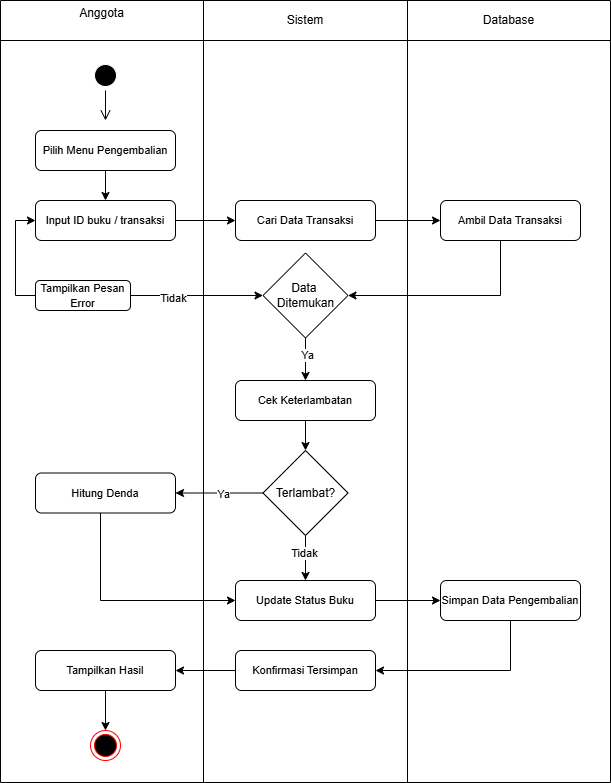 Anggota
Sistem
Database
Pilih Menu Pengembalian
Input ID buku / transaksi
Cari Data Transaksi
Ambil Data Transaksi
Tampilkan Pesan
Error
Tidak
Data
Ditemukan
Ya
Cek Keterlambatan
Hitung Denda
Ya
Terlambat?
Tidak
Update Status Buku
Simpan Data Pengembalian
Tampilkan Hasil
Konfirmasi Tersimpan